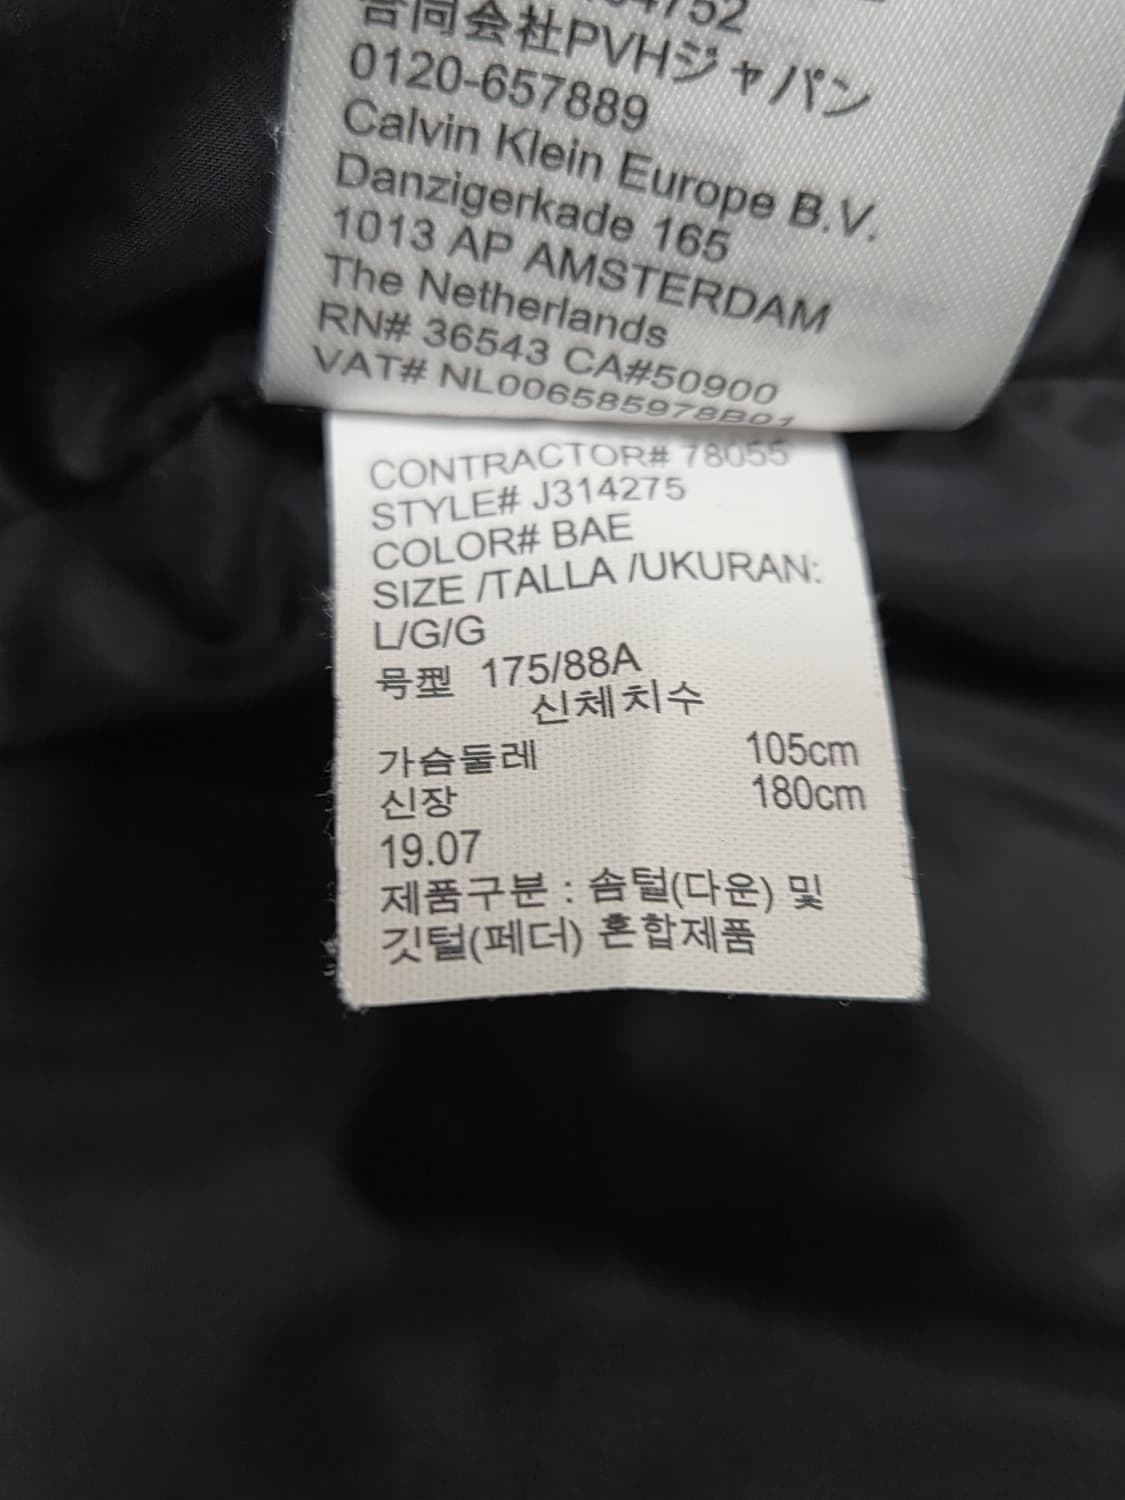 合同会社PVHジャパン
0120-657889
Calvin Klein Europe B.V.
Danzigerkade 165
1013 AP AMSTERDAM
The Netherlands
RN# 36543 CA#50900
VAT# NL006585978B01
CONTRACTOR# 78055
STYLE# J314275
COLOR# BAE
SIZE /TALLA /UKURAN:
L/G/G
号型 175/88A
신체치수
가슴둘레 105cm
신장 180cm
19.07
제품구분 : 솜털(다운) 및
깃털(페더) 혼합제품